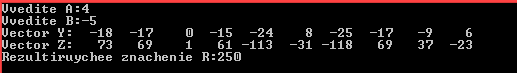 Vvedite A:4
Vvedite B:-5
Vector Y: -18 -17 0 -15 -24 8 -25 -17 -9 6
Vector Z: 73 69 1 61 -113 -31 -118 69 37 -23
Rezultiruychee znachenie R:250